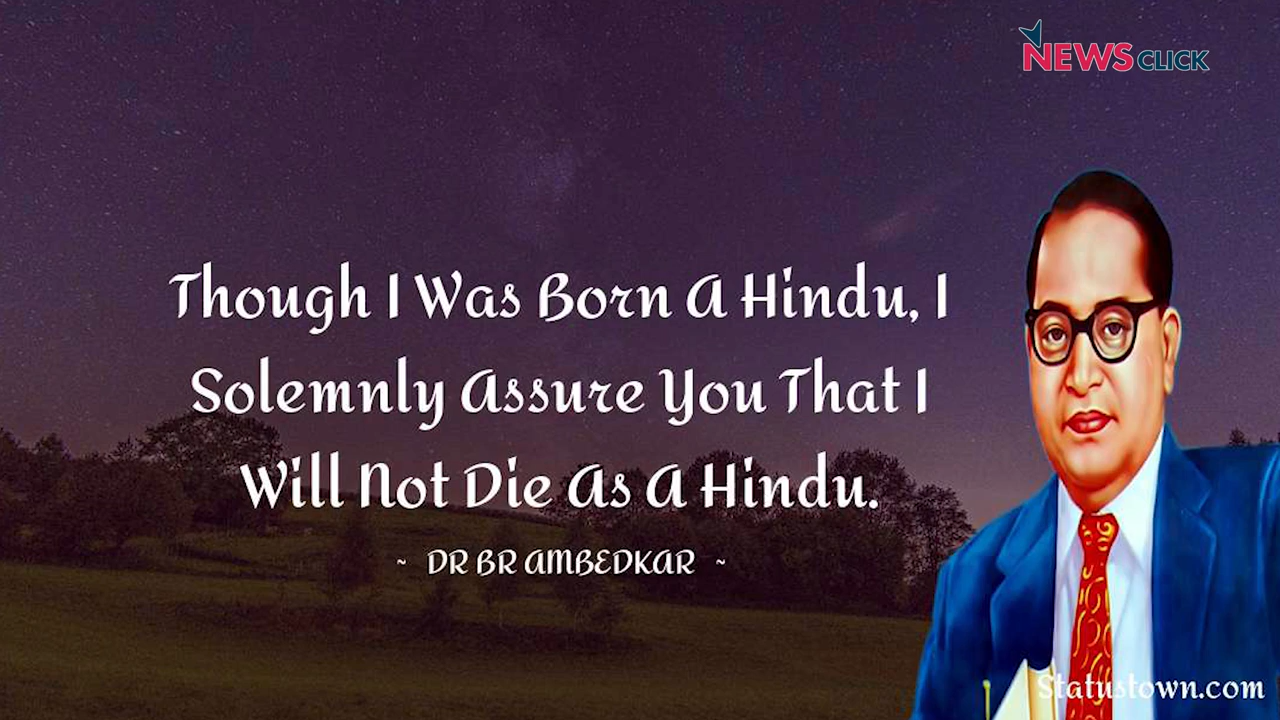 NEWSCLICK
Though I Was Born A Hindu, I
Solemnly Assure You That I
Will Not Die As A Hindu.
~ DR BR AMBEDKAR ~
Statustown.com